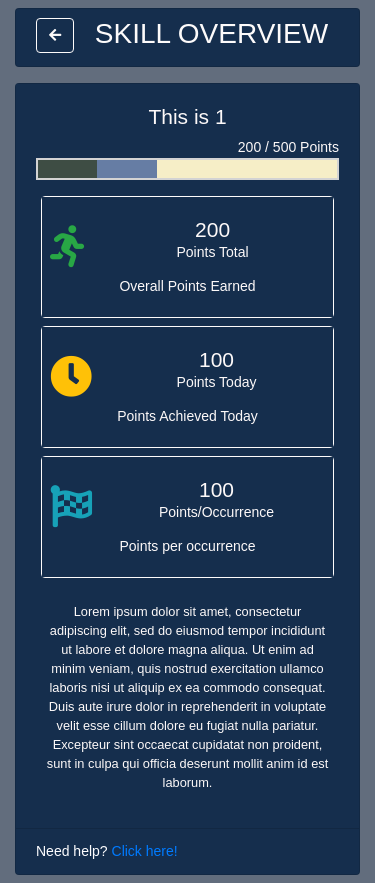 SKILL OVERVIEW
This is 1
200 / 500 Points
200
Points Total
Overall Points Earned
100
Points Today
Points Achieved Today
100
Points/Occurrence
Points per occurrence
Lorem ipsum dolor sit amet, consectetur
adipiscing elit, sed do eiusmod tempor incididunt
ut labore et dolore magna aliqua. Ut enim ad
minim veniam, quis nostrud exercitation ullamco
laboris nisi ut aliquip ex ea commodo consequat.
Duis aute irure dolor in reprehenderit in voluptate
velit esse cillum dolore eu fugiat nulla pariatur.
Excepteur sint occaecat cupidatat non proident,
sunt in culpa qui officia deserunt mollit anim id est
laborum.
Need help? Click here!